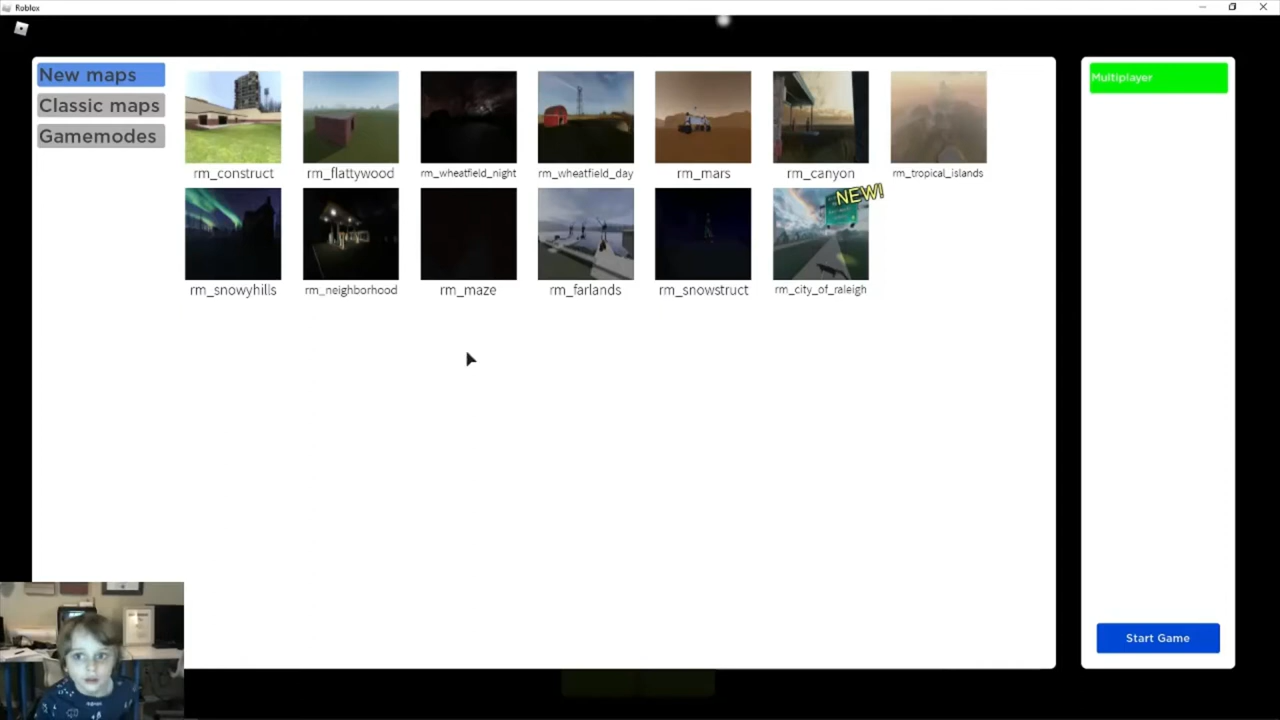 Roblox
New maps
Classic maps
Gamemodes
rm_construct
rm_flattywood
rm_wheatfield_night
rm_wheatfield_day
rm_mars
rm_canyon
rm_tropical_islands
NEW!
rm_snowyhills
rm_neighborhood
rm_maze
rm_farlands
rm_snowstruct
rm_city_of_raleigh
Multiplayer
Start Game